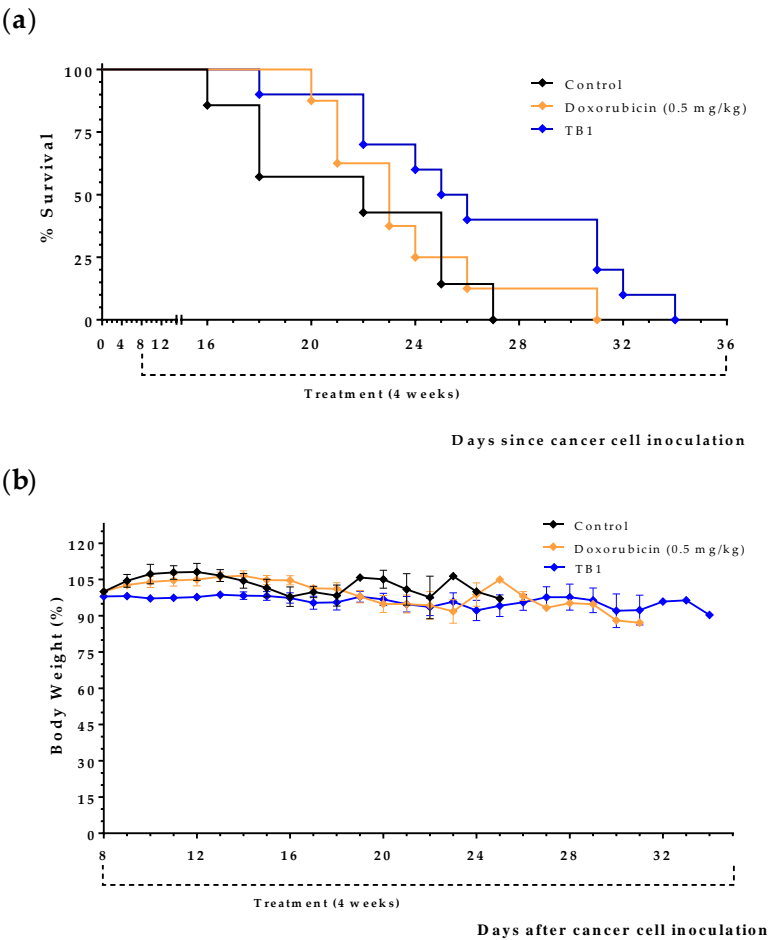 (a)
% Survival
100
75
50
25
0
Control
Doxorubicin (0.5 mg/kg)
TB1
0 4 8 12 16 20 24 28 32 36
Treatment (4 weeks)
Days since cancer cell inoculation
(b)
Body Weight (%)
120
105
90
75
60
45
30
15
0
Control
Doxorubicin (0.5 mg/kg)
TB1
8 12 16 20 24 28 32
Treatment (4 weeks)
Days after cancer cell inoculation